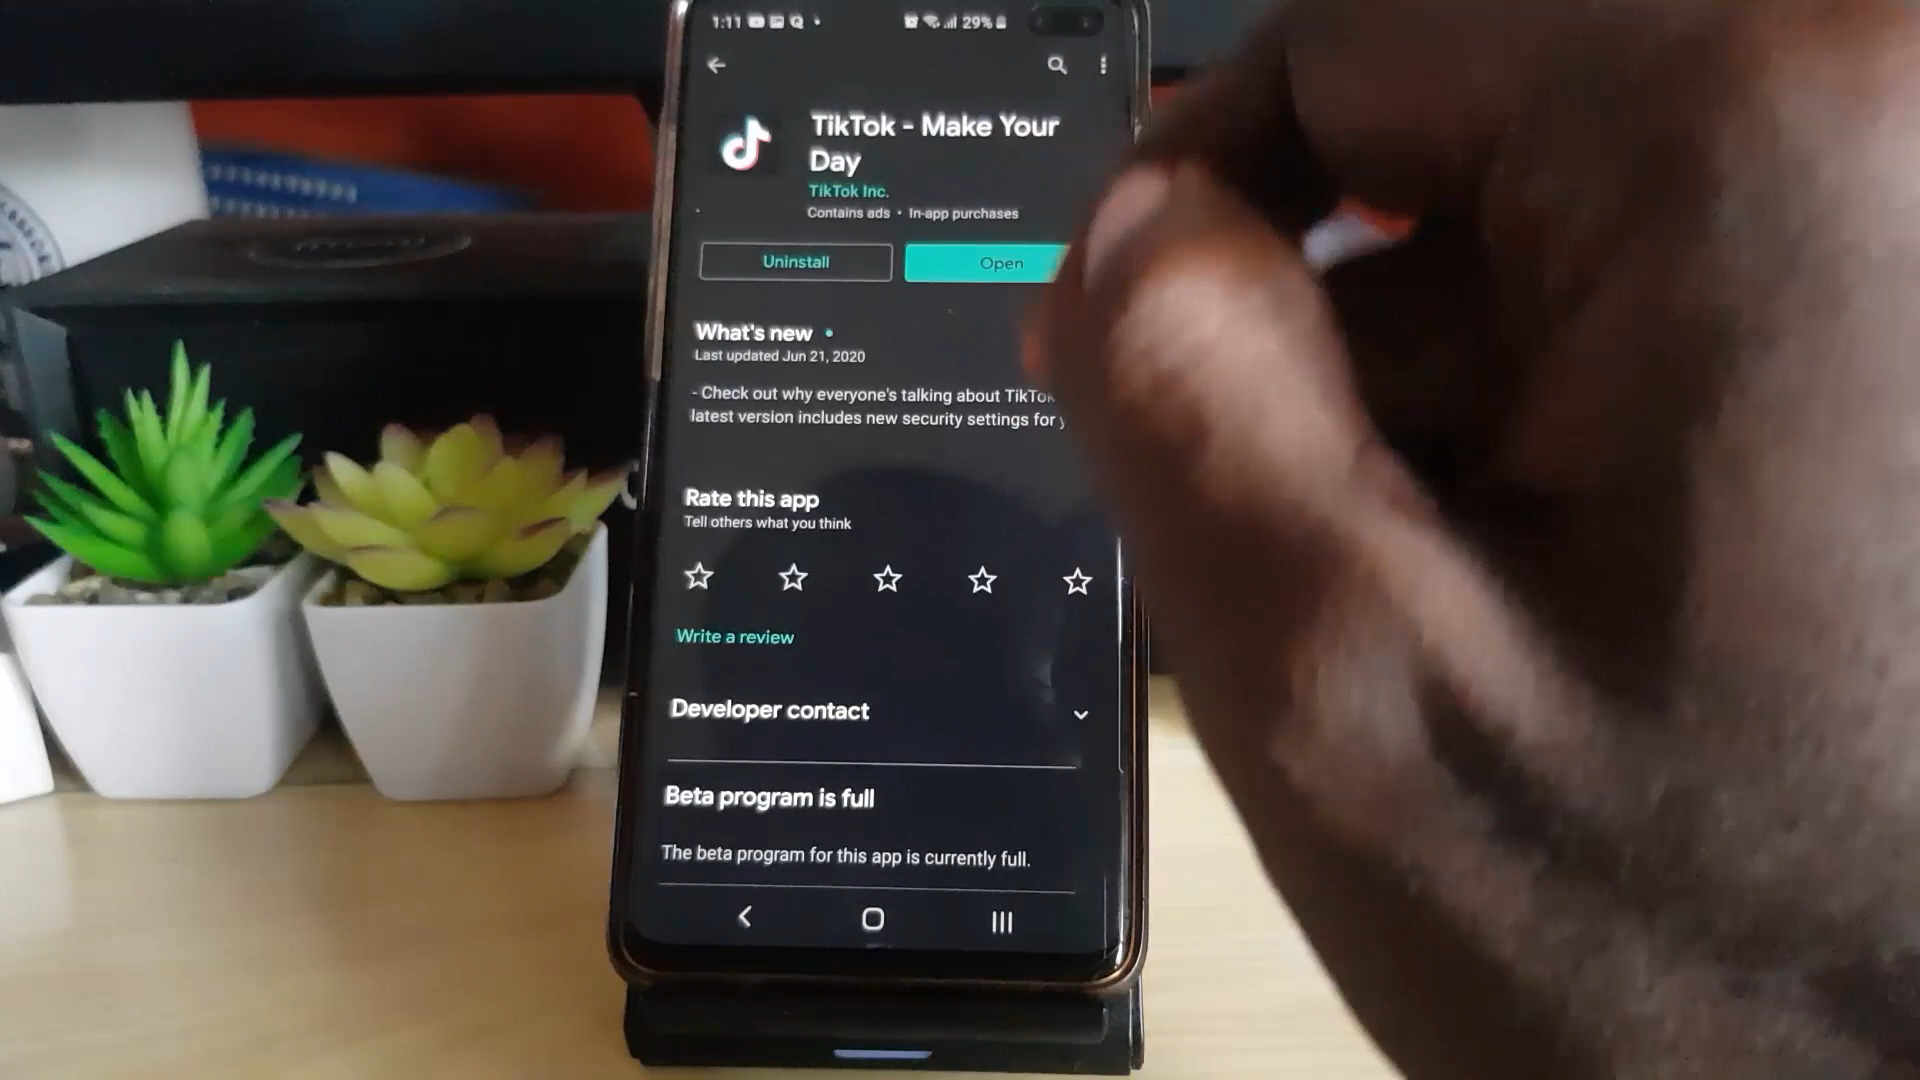 1:11
29%
TikTok - Make Your
Day
TikTok Inc.
Contains ads • In-app purchases
Uninstall
Open
What's new •
Last updated Jun 21, 2020
- Check out why everyone's talking about TikTok
latest version includes new security settings for
Rate this app
Tell others what you think
Write a review
Developer contact
Beta program is full
The beta program for this app is currently full.